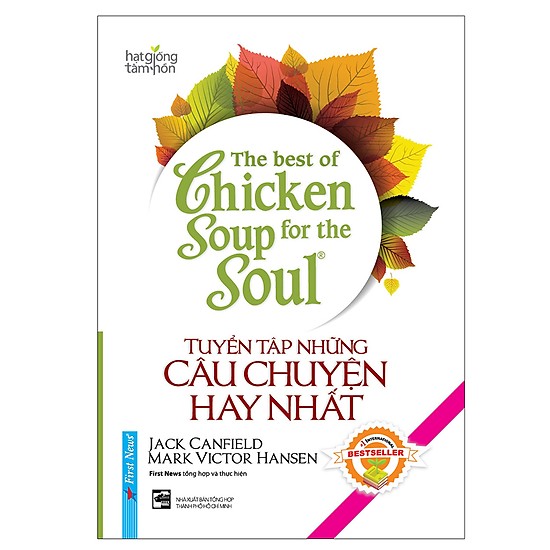 hạt giống
tâm hồn
The best of
Chicken
Soup for the
Soul®
TUYỂN TẬP NHỮNG
CÂU CHUYỆN
HAY NHẤT
JACK CANFIELD
MARK VICTOR HANSEN
First News tổng hợp và thực hiện
First News®
NHÀ XUẤT BẢN TỔNG HỢP
THÀNH PHỐ HỒ CHÍ MINH
#1 INTERNATIONAL
BESTSELLER